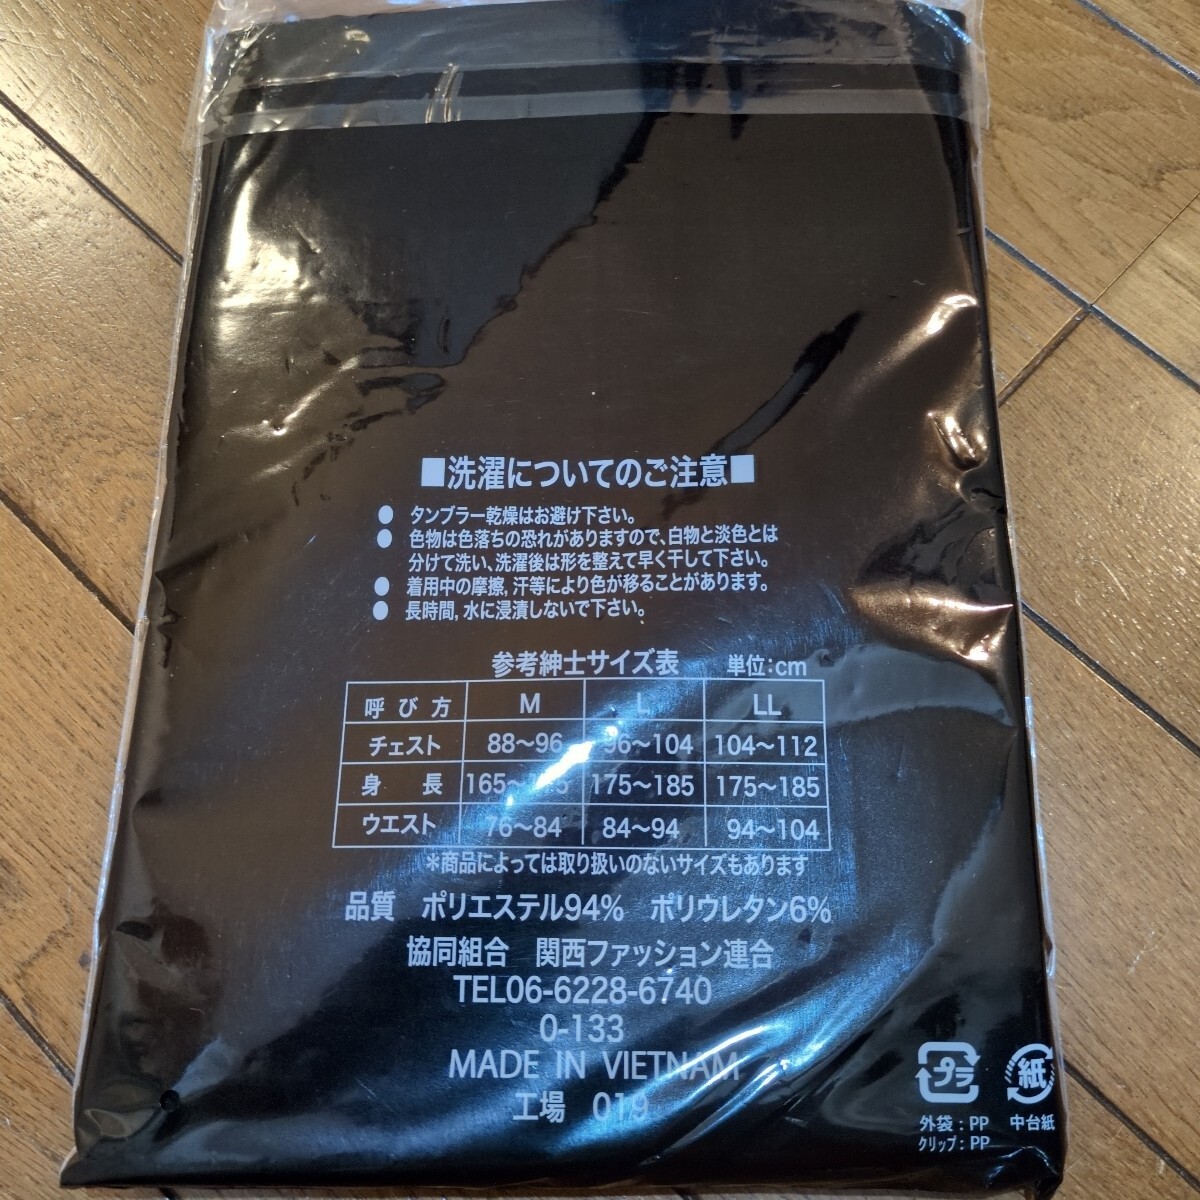 ■洗濯についてのご注意■
● タンブラー乾燥はお避け下さい。
● 色物は色落ちの恐れがありますので、白物と淡色とは
分けて洗い、洗濯後は形を整えて早く干して下さい。
● 着用中の摩擦,汗等により色が移ることがあります。
● 長時間,水に浸漬しないで下さい。
参考紳士サイズ表 単位:cm
呼び方 M L LL
チェスト 88〜96 96〜104 104〜112
身長 165〜175 175〜185 175〜185
ウエスト 76〜84 84〜94 94〜104
*商品によっては取り扱いのないサイズもあります
品質 ポリエステル94% ポリウレタン6%
協同組合 関西ファッション連合
TEL06-6228-6740
0-133
MADE IN VIETNAM
工場 019
プラ 紙
外袋:PP 中台紙
クリップ:PP